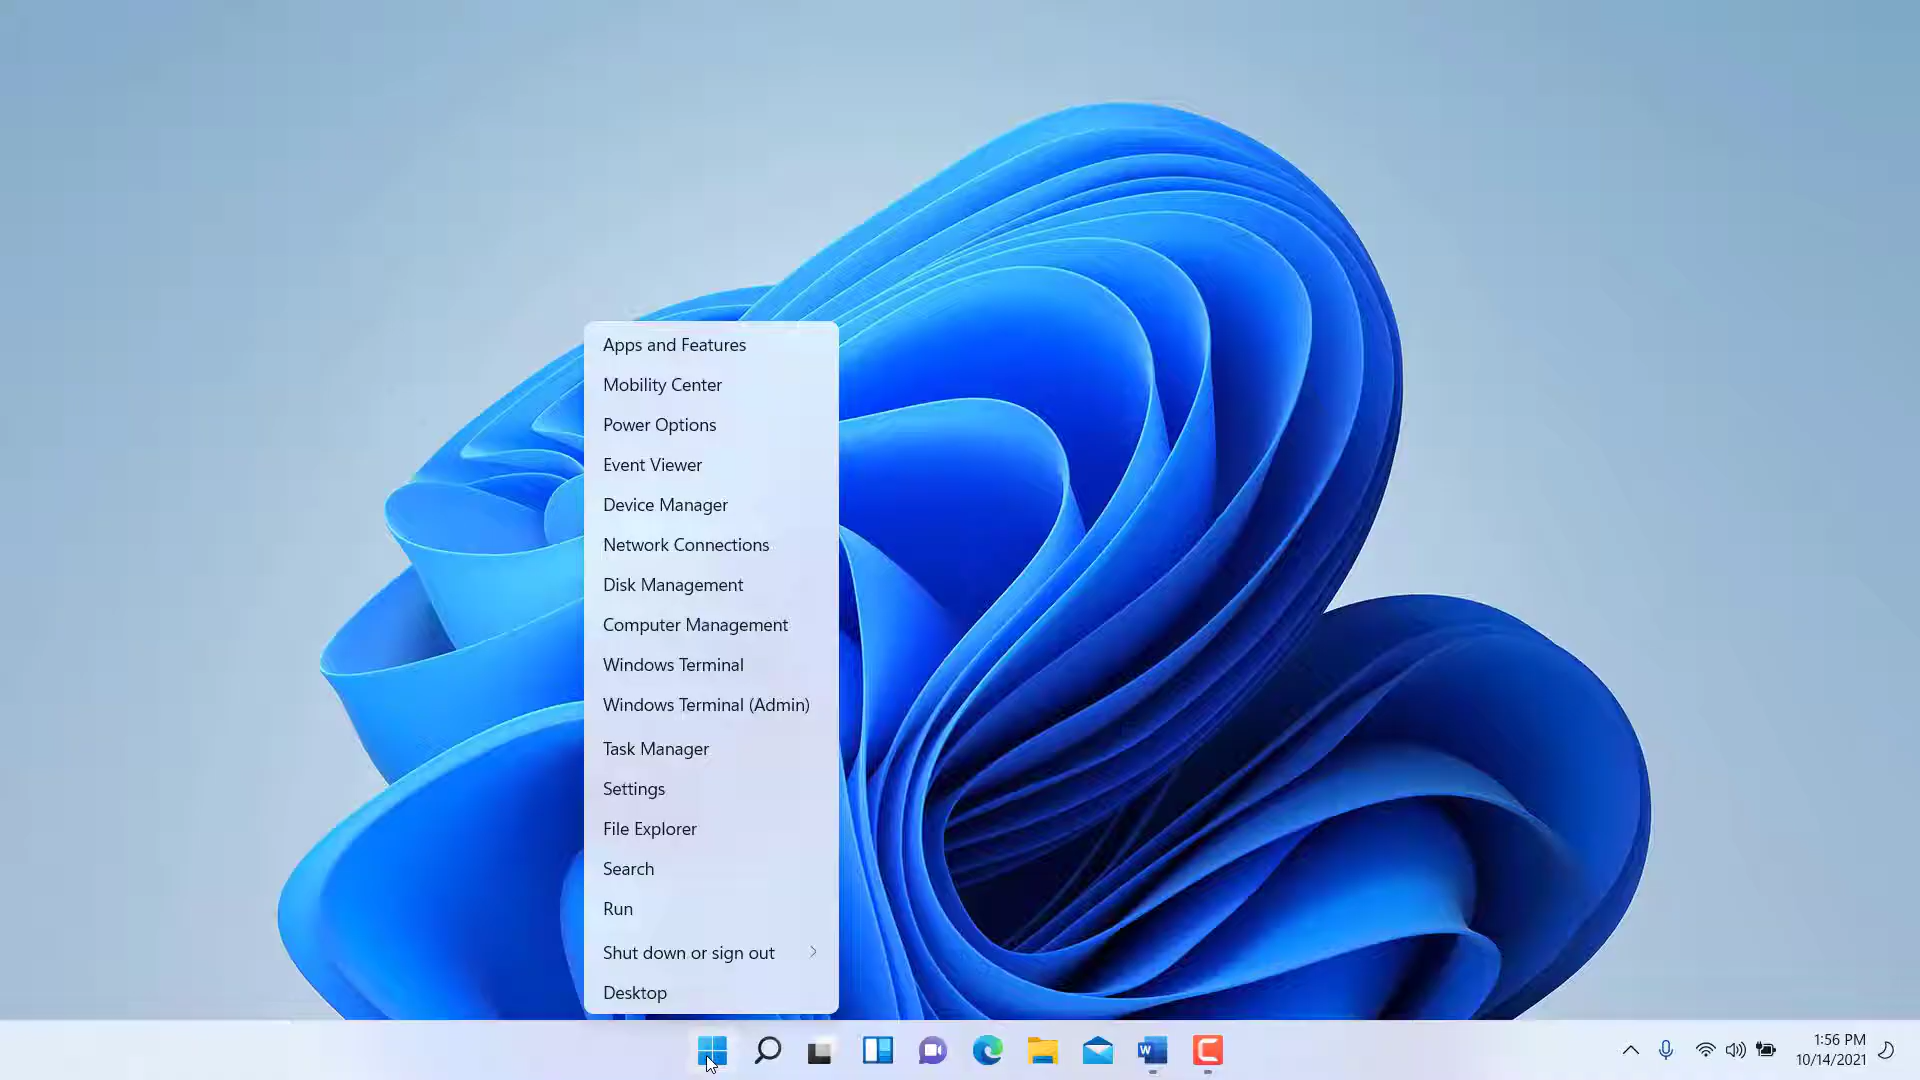 Apps and Features
Mobility Center
Power Options
Event Viewer
Device Manager
Network Connections
Disk Management
Computer Management
Windows Terminal
Windows Terminal (Admin)
Task Manager
Settings
File Explorer
Search
Run
Shut down or sign out
Desktop
W
1:56 PM
10/14/2021